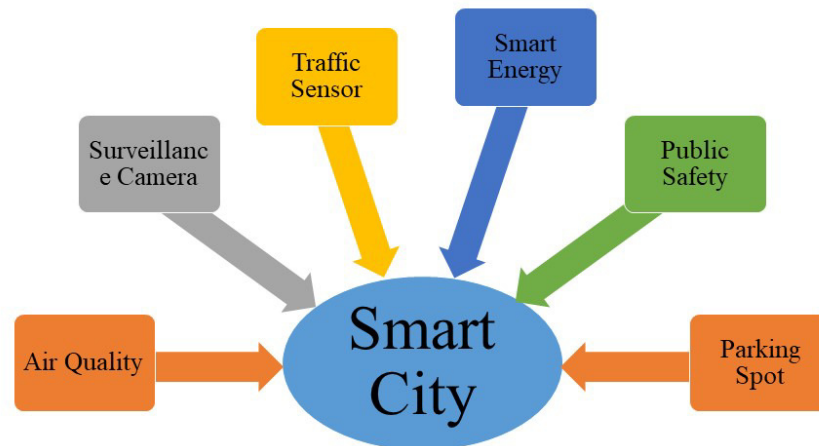 Smart
Energy
Traffic
Sensor
Surveillanc
e Camera
Public
Safety
Air Quality
Smart
City
Parking
Spot